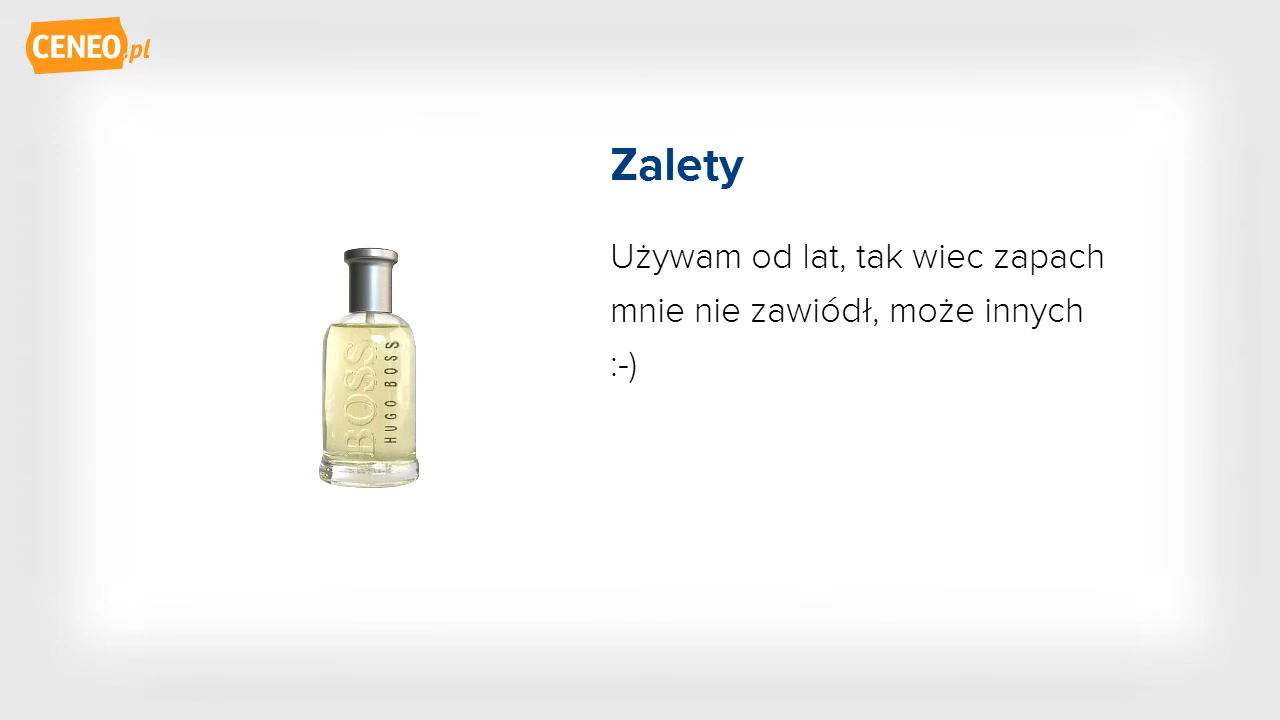 CENEO.pl
Zalety
Używam od lat, tak wiec zapach
mnie nie zawiódł, może innych
:-)
BOSS
HUGO BOSS